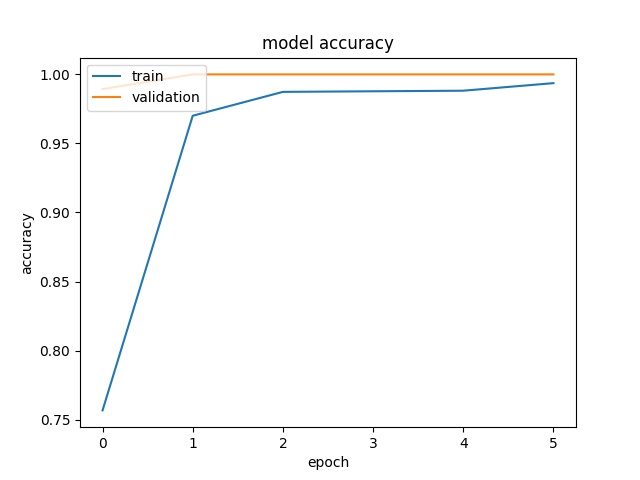 model accuracy
train
validation
1.00
0.95
0.90
0.85
0.80
0.75
accuracy
0 1 2 3 4 5
epoch